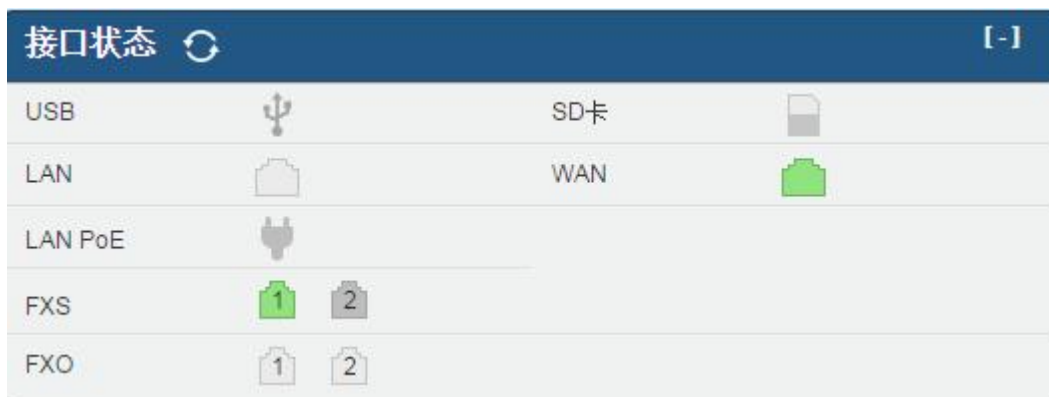 接口状态 [-]
USB SD卡
LAN WAN
LAN PoE
FXS 1 2
FXO 1 2